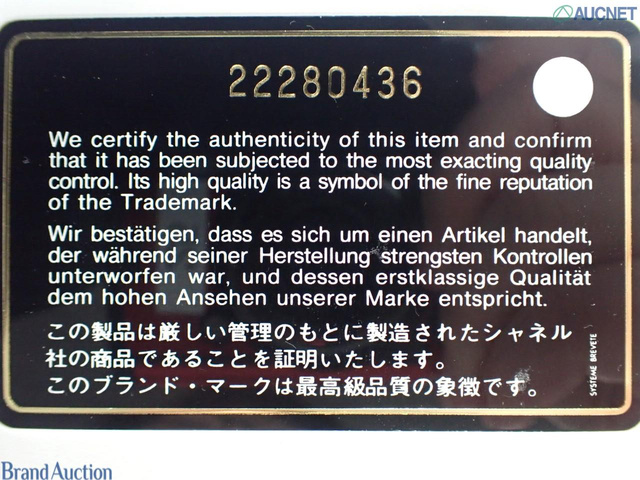 AUCNET
22280436
We certify the authenticity of this item and confirm
that it has been subjected to the most exacting quality
control. Its high quality is a symbol of the fine reputation
of the Trademark.
Wir bestätigen, dass es sich um einen Artikel handelt,
der während seiner Herstellung strengsten Kontrollen
unterworfen war, und dessen erstklassige Qualität
dem hohen Ansehen unserer Marke entspricht.
この製品は厳しい管理のもとに製造されたシャネル
社の商品であることを証明いたします。
このブランド・マークは最高級品質の象徴です。
SYSTEME BREVETE
Brand Auction